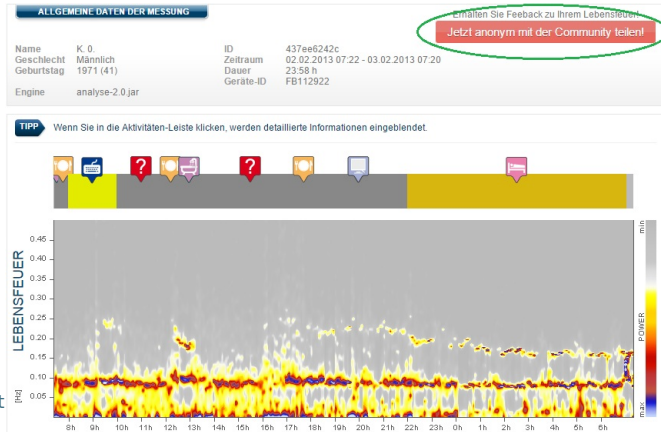 ALLGEMEINE DATEN DER MESSUNG
Erhalten Sie Feeback zu Ihrem Lebensfeuer!
Jetzt anonym mit der Community teilen!
Name K. O. ID 437ee6242c
Geschlecht Männlich Zeitraum 02.02.2013 07:22 - 03.02.2013 07:20
Geburtstag 1971 (41) Dauer 23:58 h
Geräte-ID FB112922
Engine analyse-2.0.jar
TIPP Wenn Sie in die Aktivitäten-Leiste klicken, werden detaillierte Informationen eingeblendet.
? ?
LEBENSFEUER
[Hz]
0.45
0.40
0.35
0.30
0.25
0.20
0.15
0.10
0.05
min
POWER
max
8h 9h 10h 11h 12h 13h 14h 15h 16h 17h 18h 19h 20h 21h 22h 23h 0h 1h 2h 3h 4h 5h 6h